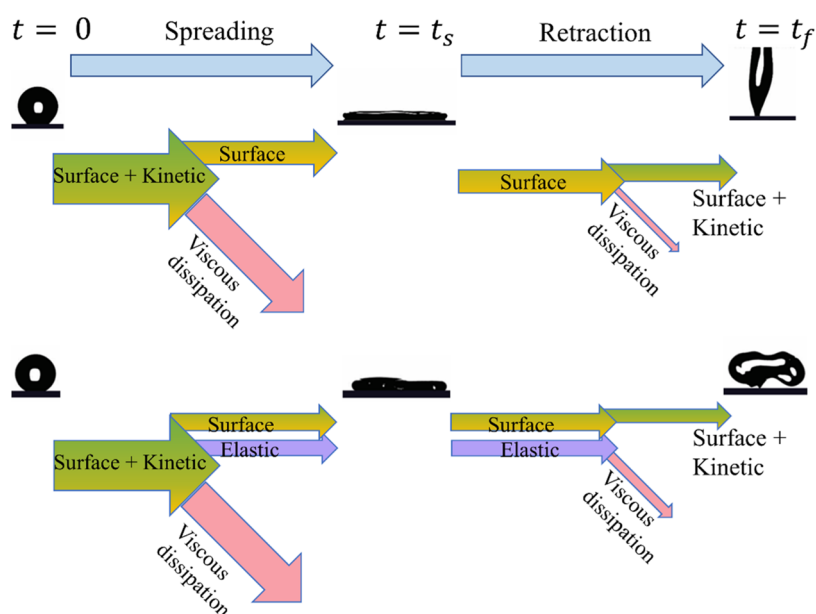 t = 0
Spreading
t = t_s
Retraction
t = t_f
Surface + Kinetic
Surface
Viscous
dissipation
Surface
Surface +
Kinetic
Viscous
dissipation
Surface + Kinetic
Surface
Elastic
Viscous
dissipation
Surface
Elastic
Surface +
Kinetic
Viscous
dissipation